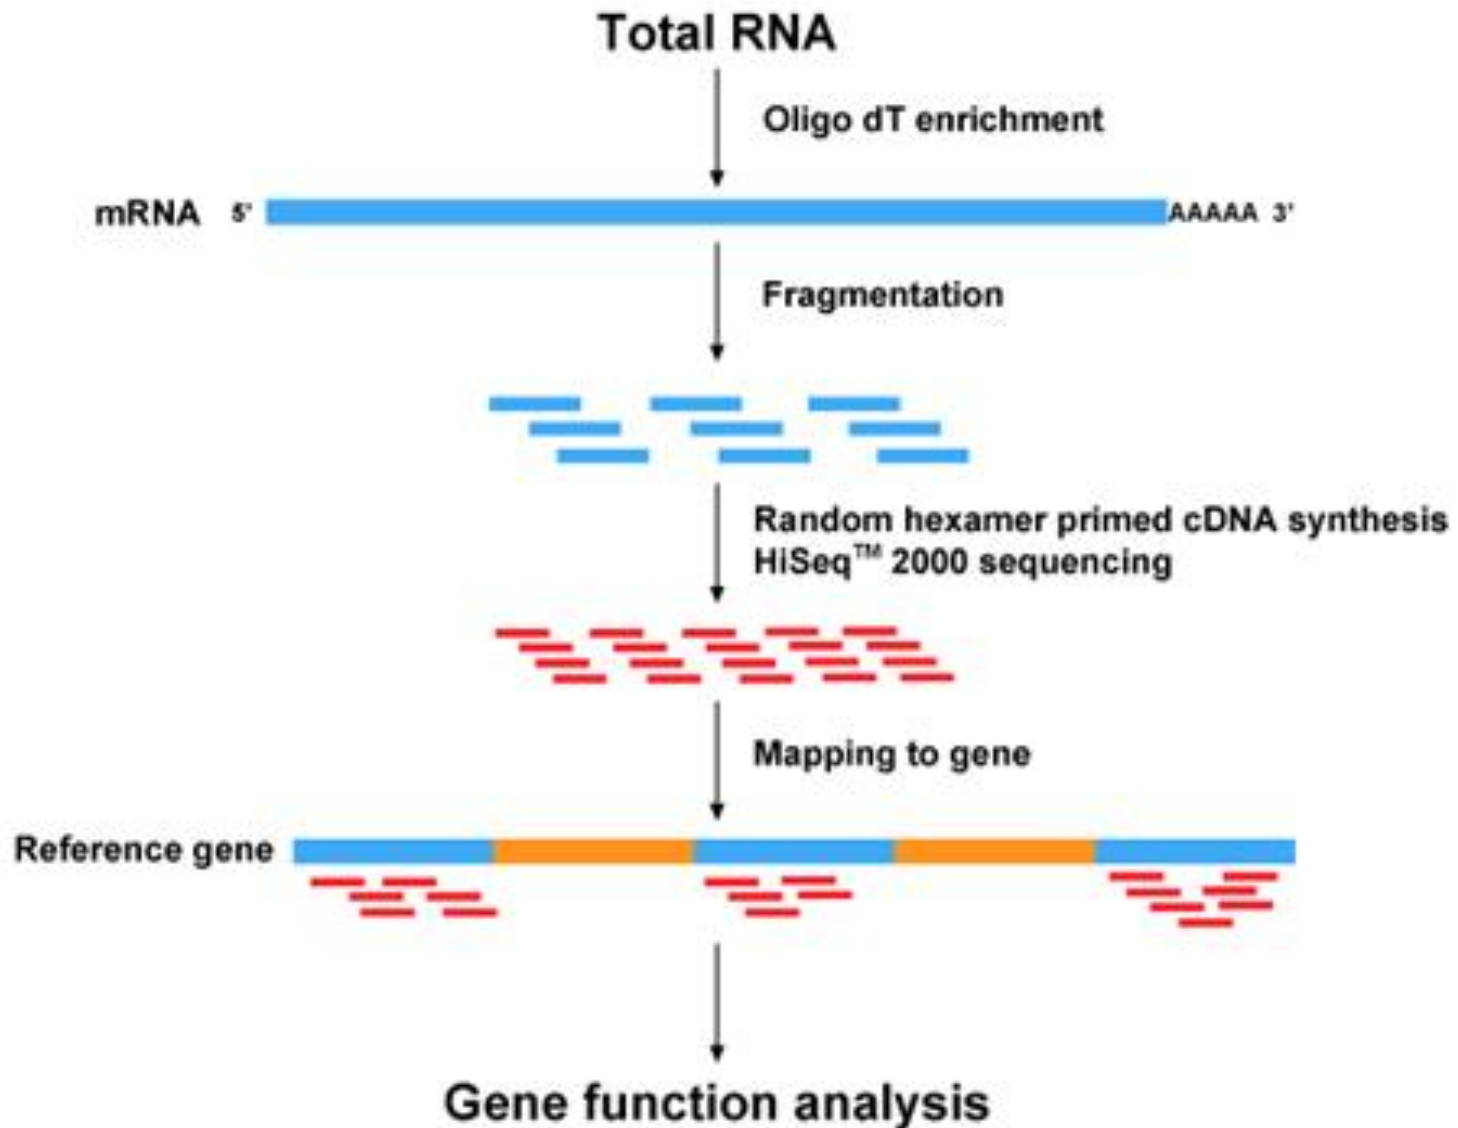 Total RNA
Oligo dT enrichment
mRNA 5' AAAAA 3'
Fragmentation
Random hexamer primed cDNA synthesis
HiSeq™ 2000 sequencing
Mapping to gene
Reference gene
Gene function analysis